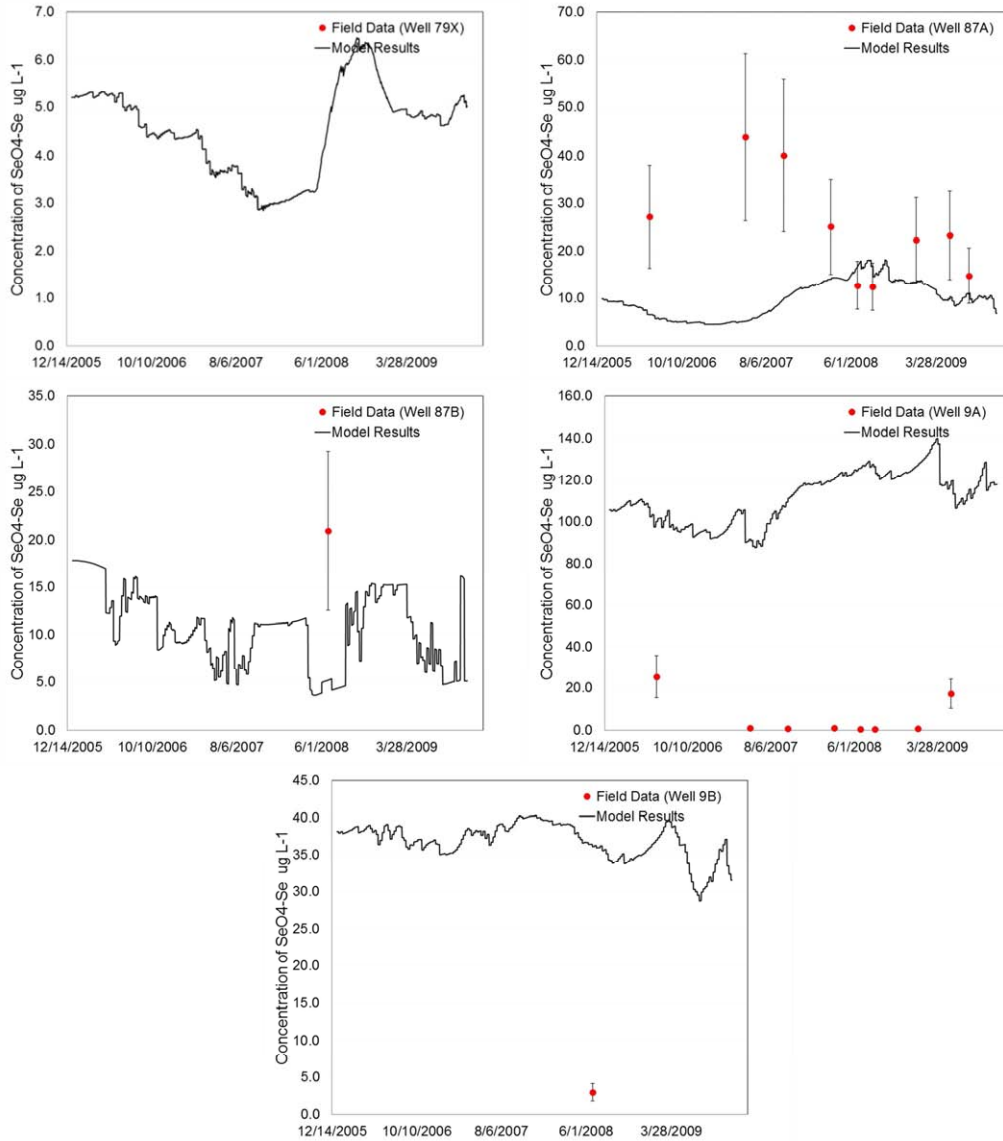 Concentration of SeO4-Se ug L-1
7.0
6.0
5.0
4.0
3.0
2.0
1.0
0.0
12/14/2005 10/10/2006 8/6/2007 6/1/2008 3/28/2009
Field Data (Well 79X)
Model Results
Concentration of SeO4-Se ug L-1
70.0
60.0
50.0
40.0
30.0
20.0
10.0
0.0
12/14/2005 10/10/2006 8/6/2007 6/1/2008 3/28/2009
Field Data (Well 87A)
Model Results
Concentration of SeO4-Se ug L-1
35.0
30.0
25.0
20.0
15.0
10.0
5.0
0.0
12/14/2005 10/10/2006 8/6/2007 6/1/2008 3/28/2009
Field Data (Well 87B)
Model Results
Concentration of SeO4-Se ug L-1
160.0
140.0
120.0
100.0
80.0
60.0
40.0
20.0
0.0
12/14/2005 10/10/2006 8/6/2007 6/1/2008 3/28/2009
Field Data (Well 9A)
Model Results
Concentration of SeO4-Se ug L-1
45.0
40.0
35.0
30.0
25.0
20.0
15.0
10.0
5.0
0.0
12/14/2005 10/10/2006 8/6/2007 6/1/2008 3/28/2009
Field Data (Well 9B)
Model Results